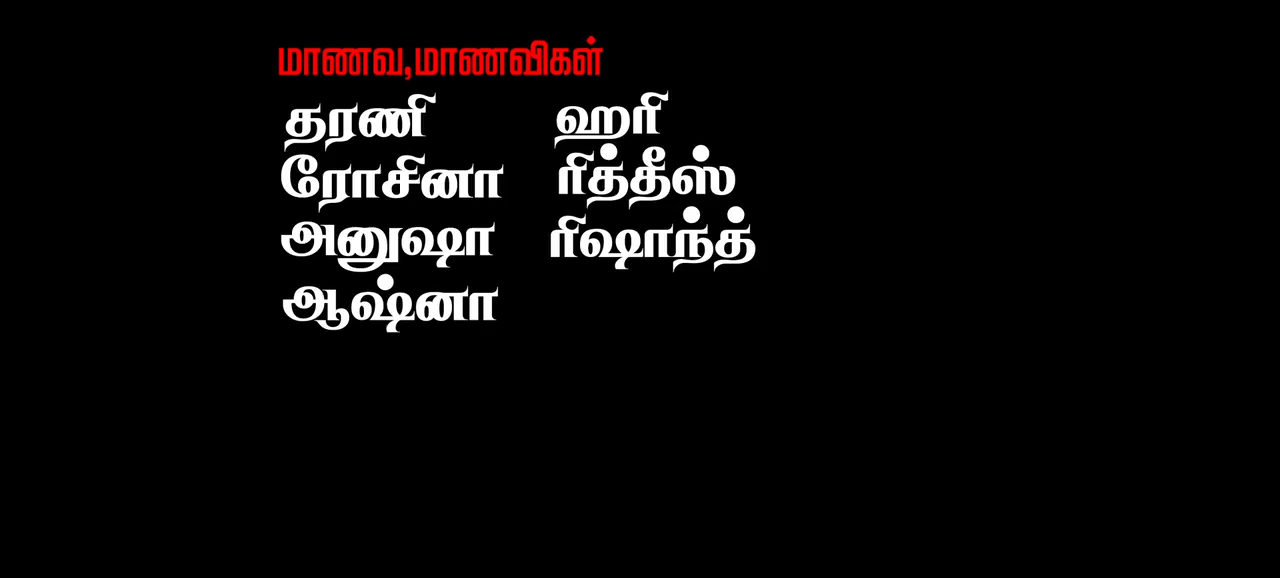 மாணவ,மாணவிகள்
தரணி ஹரி
ரோசினா ரித்தீஸ்
அனுஷா ரிஷாந்த்
ஆஷ்னா